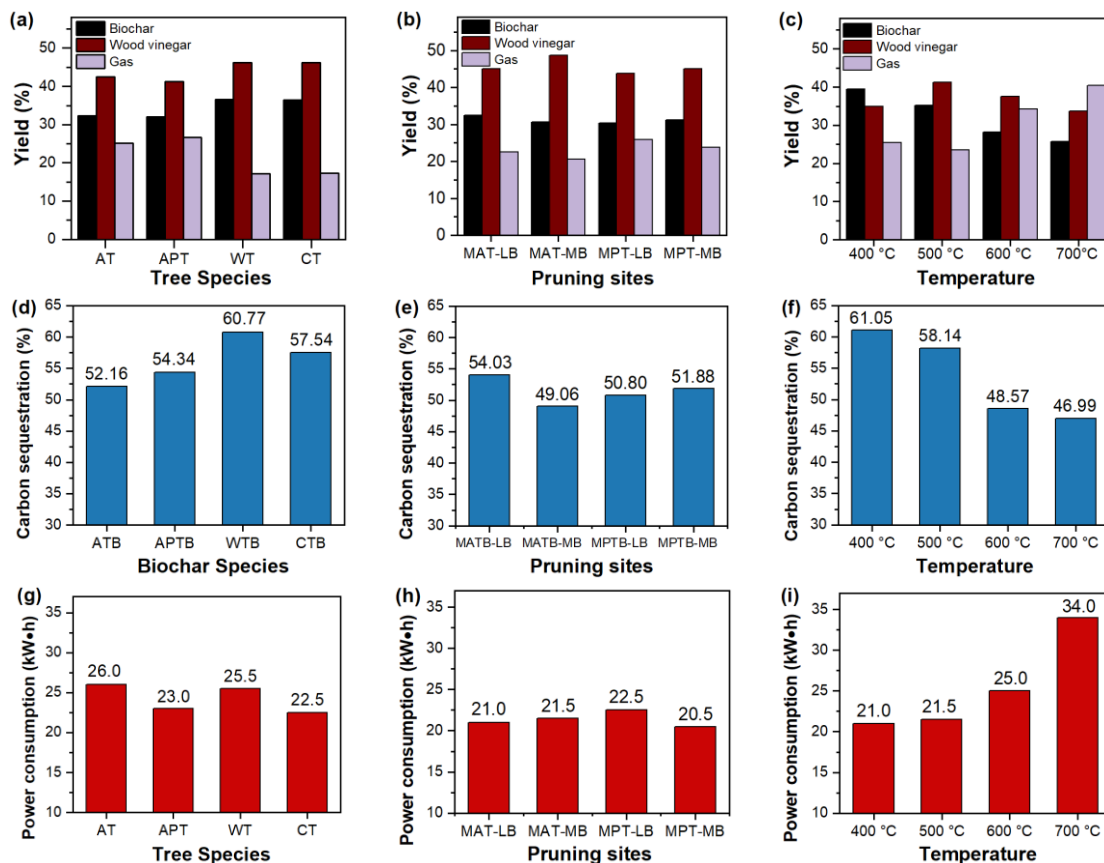 (a)
Biochar
Wood vinegar
Gas
Yield (%)
50
40
30
20
10
0
AT APT WT CT
Tree Species
(b)
Biochar
Wood vinegar
Gas
Yield (%)
60
50
40
30
20
10
0
MAT-LB MAT-MB MPT-LB MPT-MB
Pruning sites
(c)
Biochar
Wood vinegar
Gas
Yield (%)
50
40
30
20
10
0
400 °C 500 °C 600 °C 700°C
Temperature
(d)
Carbon sequestration (%)
65
60
55
50
45
40
35
30
52.16 54.34 60.77 57.54
ATB APTB WTB CTB
Biochar Species
(e)
Carbon sequestration (%)
65
60
55
50
45
40
35
30
54.03 49.06 50.80 51.88
MATB-LB MATB-MB MPTB-LB MPTB-MB
Pruning sites
(f)
Carbon sequestration (%)
65
60
55
50
45
40
35
30
61.05 58.14 48.57 46.99
400 °C 500 °C 600 °C 700 °C
Temperature
(g)
Power consumption (kW•h)
35
30
25
20
15
10
26.0 23.0 25.5 22.5
AT APT WT CT
Tree Species
(h)
Power consumption (kW•h)
35
30
25
20
15
10
21.0 21.5 22.5 20.5
MAT-LB MAT-MB MPT-LB MPT-MB
Pruning sites
(i)
Power consumption (kW•h)
35
30
25
20
15
10
21.0 21.5 25.0 34.0
400 °C 500 °C 600 °C 700 °C
Temperature